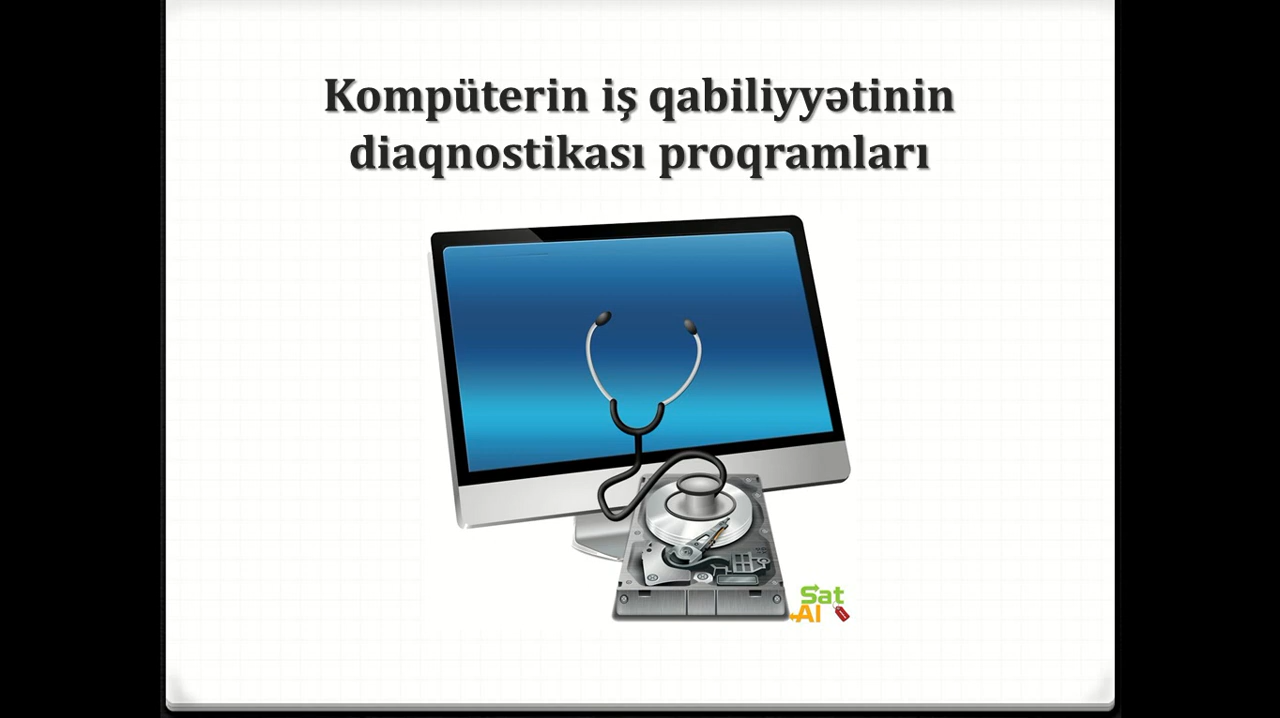 Kompüterin iş qabiliyyətinin
diaqnostikası proqramları
Sat
Al